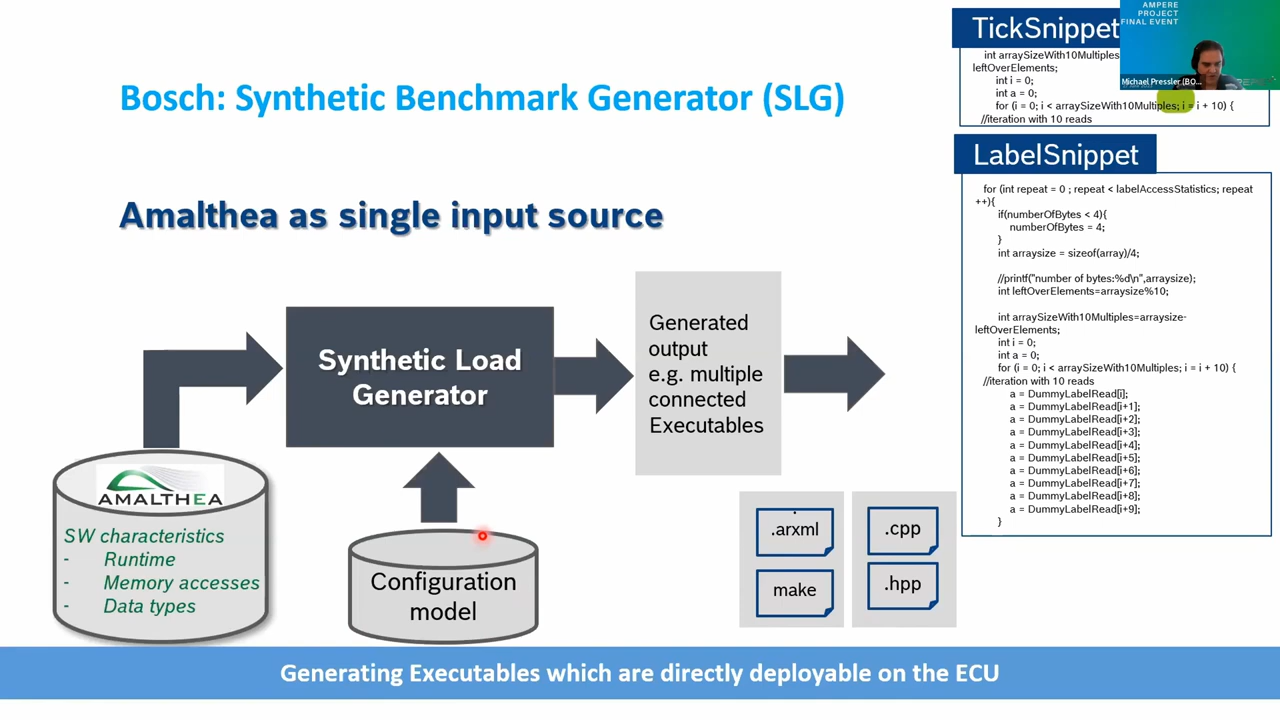 Bosch: Synthetic Benchmark Generator (SLG)
Amalthea as single input source
Synthetic Load
Generator
AMALTHEA
SW characteristics
- Runtime
- Memory accesses
- Data types
Configuration
model
Generated
output
e.g. multiple
connected
Executables
.arxml
make
.cpp
.hpp
TickSnippet
int arraySizeWith10Multiples
leftOverElements;
int i = 0;
int a = 0;
for (i = 0; i < arraySizeWith10Multiples; i = i + 10) {
//iteration with 10 reads
AMPERE
PROJECT
FINAL EVENT
Michael Pressler (BO...
LabelSnippet
for (int repeat = 0 ; repeat < labelAccessStatistics; repeat
++){
if(numberOfBytes < 4){
numberOfBytes = 4;
}
int arraysize = sizeof(array)/4;
//printf("number of bytes:%d\n",arraysize);
int leftOverElements=arraysize%10;
int arraySizeWith10Multiples=arraysize-
leftOverElements;
int i = 0;
int a = 0;
for (i = 0; i < arraySizeWith10Multiples; i = i + 10) {
//iteration with 10 reads
a = DummyLabelRead[i];
a = DummyLabelRead[i+1];
a = DummyLabelRead[i+2];
a = DummyLabelRead[i+3];
a = DummyLabelRead[i+4];
a = DummyLabelRead[i+5];
a = DummyLabelRead[i+6];
a = DummyLabelRead[i+7];
a = DummyLabelRead[i+8];
a = DummyLabelRead[i+9];
}
Generating Executables which are directly deployable on the ECU